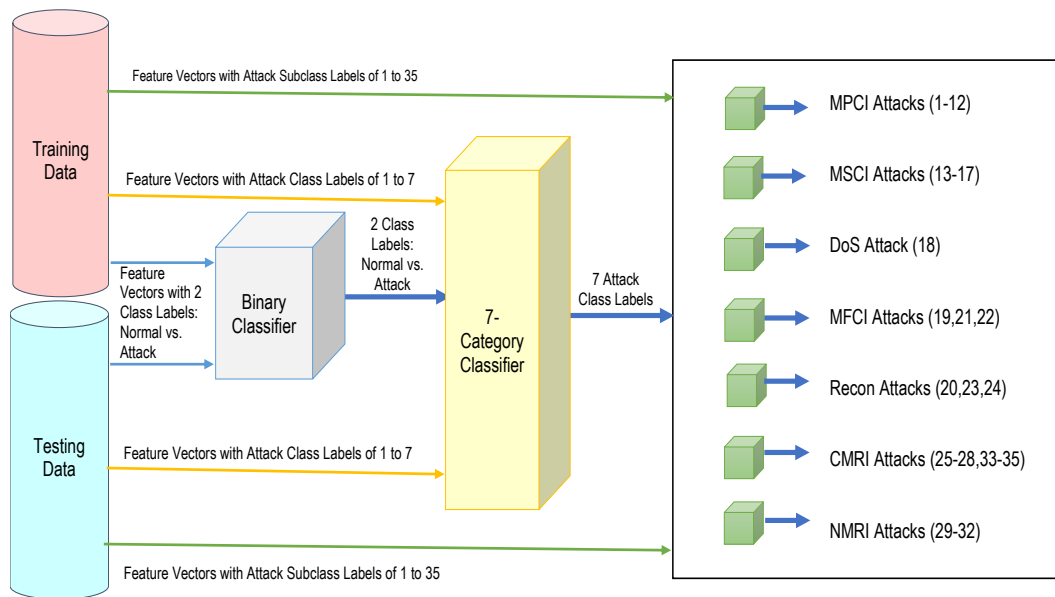 Feature Vectors with Attack Subclass Labels of 1 to 35
Training
Data
Feature Vectors with Attack Class Labels of 1 to 7
2 Class
Labels:
Normal vs.
Attack
Feature
Vectors with 2
Class Labels:
Normal vs.
Attack
Binary
Classifier
7-
Category
Classifier
7 Attack
Class Labels
Testing
Data
Feature Vectors with Attack Class Labels of 1 to 7
Feature Vectors with Attack Subclass Labels of 1 to 35
MPCI Attacks (1-12)
MSCI Attacks (13-17)
DoS Attack (18)
MFCI Attacks (19,21,22)
Recon Attacks (20,23,24)
CMRI Attacks (25-28,33-35)
NMRI Attacks (29-32)